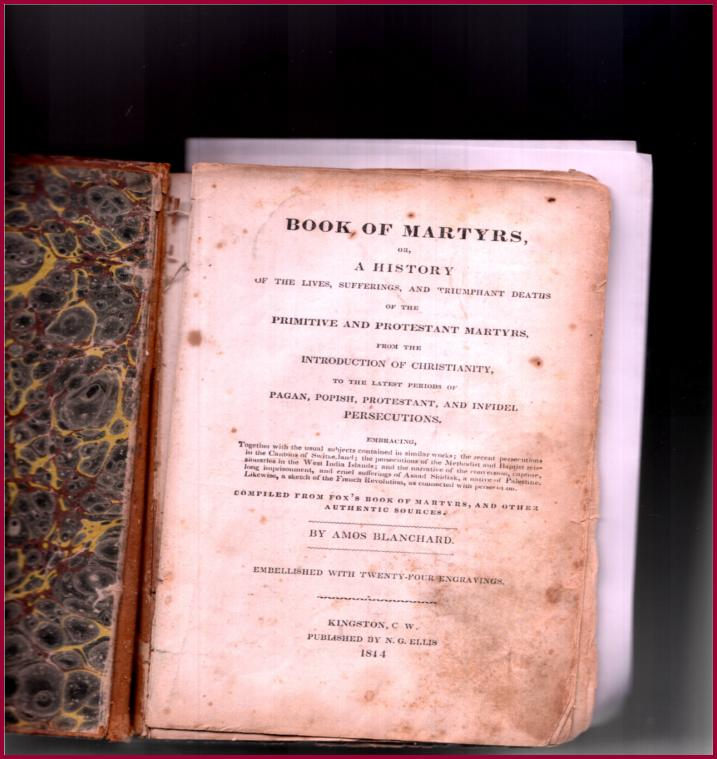 BOOK OF MARTYRS,
OR,
A HISTORY
OF THE LIVES, SUFFERINGS, AND TRIUMPHANT DEATHS
OF THE
PRIMITIVE AND PROTESTANT MARTYRS,
FROM THE
INTRODUCTION OF CHRISTIANITY,
TO THE LATEST PERIODS OF
PAGAN, POPISH, PROTESTANT, AND INFIDEL
PERSECUTIONS.
EMBRACING,
Together with the usual subjects contained in similar works; the recent persecutions
in the Cantons of Switzerland; the persecutions of the Methodist and Baptist mis-
sionaries in the West India Islands; and the narrative of the conversion, capture,
long imprisonment, and cruel sufferings of Asaad Shidiak, a native of Palestine.
Likewise, a sketch of the French Revolution, as connected with persecution.
COMPILED FROM FOX'S BOOK OF MARTYRS, AND OTHER
AUTHENTIC SOURCES.
BY AMOS BLANCHARD.
EMBELLISHED WITH TWENTY-FOUR ENGRAVINGS.
KINGSTON, C W.
PUBLISHED BY N. G. ELLIS
1844